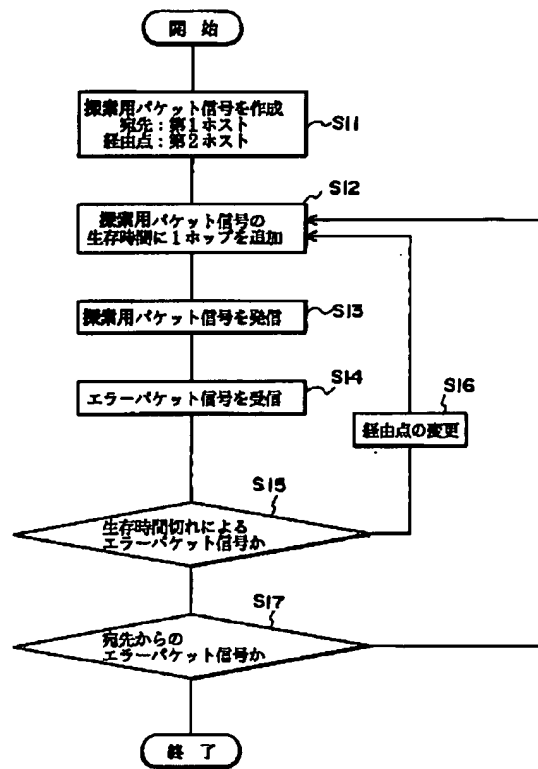 開始
探索用パケット信号を作成
宛先：第1ホスト
経由点：第2ホスト
S11
S12
探索用パケット信号の
生存時間に1ホップを追加
探索用パケット信号を発信
S13
エラーパケット信号を受信
S14
S16
経由点の変更
S15
生存時間切れによる
エラーパケット信号か
S17
宛先からの
エラーパケット信号か
終了